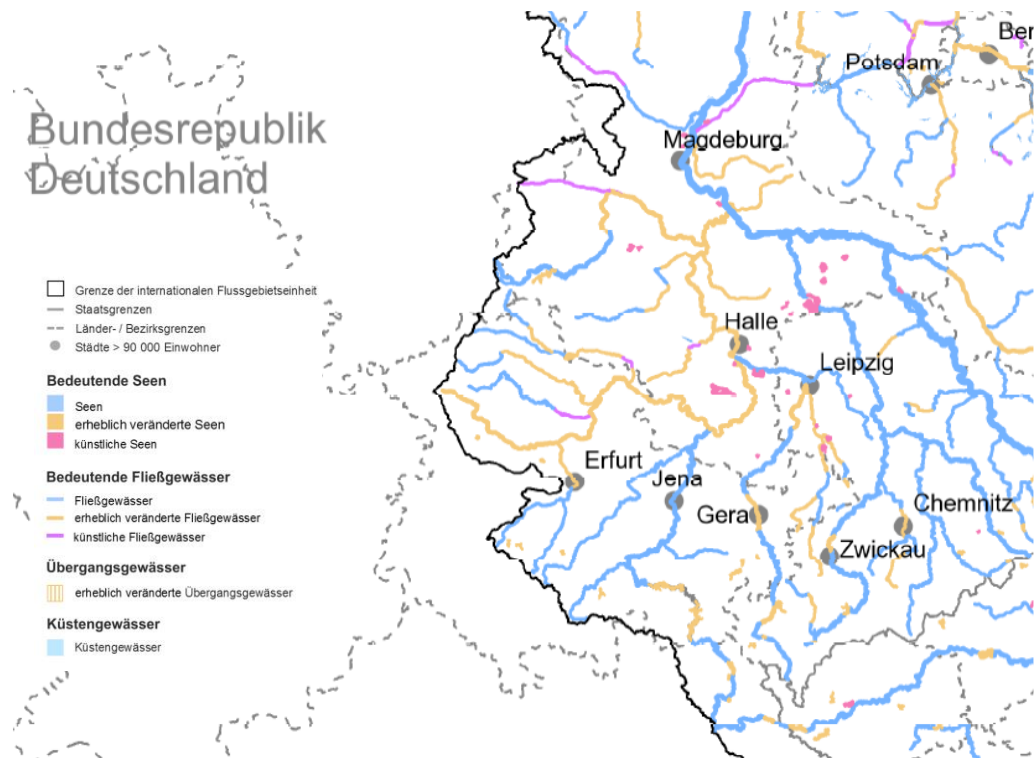 Ber
Potsdam
Bundesrepublik
Deutschland
Magdeburg
Grenze der internationalen Flussgebietseinheit
Staatsgrenzen
Länder- / Bezirksgrenzen
Städte > 90 000 Einwohner
Halle
Leipzig
Bedeutende Seen
Seen
erheblich veränderte Seen
künstliche Seen
Erfurt
Jena
Gera
Chemnitz
Zwickau
Bedeutende Fließgewässer
Fließgewässer
erheblich veränderte Fließgewässer
künstliche Fließgewässer
Übergangsgewässer
erheblich veränderte Übergangsgewässer
Küstengewässer
Küstengewässer